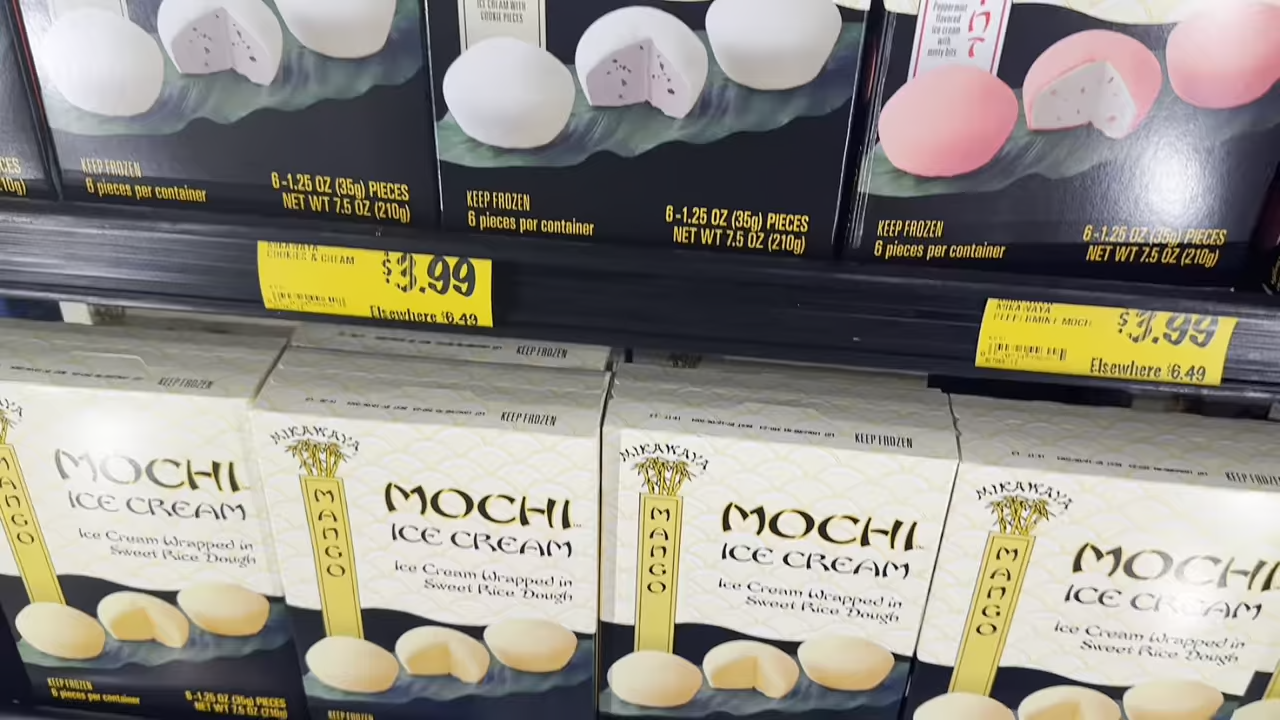 ICE CREAM WITH
COOKIE PIECES
Peppermint
flavored
ice cream
with
minty bits
KEEP FROZEN
6 pieces per container
6 -1.25 OZ (35g) PIECES
NET WT 7.5 OZ (210g)
KEEP FROZEN
6 pieces per container
6 -1.25 OZ (35g) PIECES
NET WT 7.5 OZ (210g)
KEEP FROZEN
6 pieces per container
6 -1.25 OZ (35g) PIECES
NET WT 7.5 OZ (210g)
MIKAWAYA
COOKIES & CREAM
$3.99
Elsewhere $6.49
MIKAWAYA
PEPPERMINT MOCHI
$3.99
Elsewhere $6.49
KEEP FROZEN
KEEP FROZEN
KEEP FROZEN
KEEP FROZEN
MANGO
MOCHI
ICE CREAM
Ice Cream Wrapped in
Sweet Rice Dough
KEEP FROZEN
6 pieces per container
6 -1.25 OZ (35g) PIECES
NET WT 7.5 OZ (210g)
MIKAWAYA
MANGO
MOCHI
ICE CREAM
Ice Cream Wrapped in
Sweet Rice Dough
KEEP FROZEN
MIKAWAYA
MANGO
MOCHI
ICE CREAM
Ice Cream Wrapped in
Sweet Rice Dough
MIKAWAYA
MANGO
MOCHI
ICE CREAM
Ice Cream Wrapped in
Sweet Rice Dough